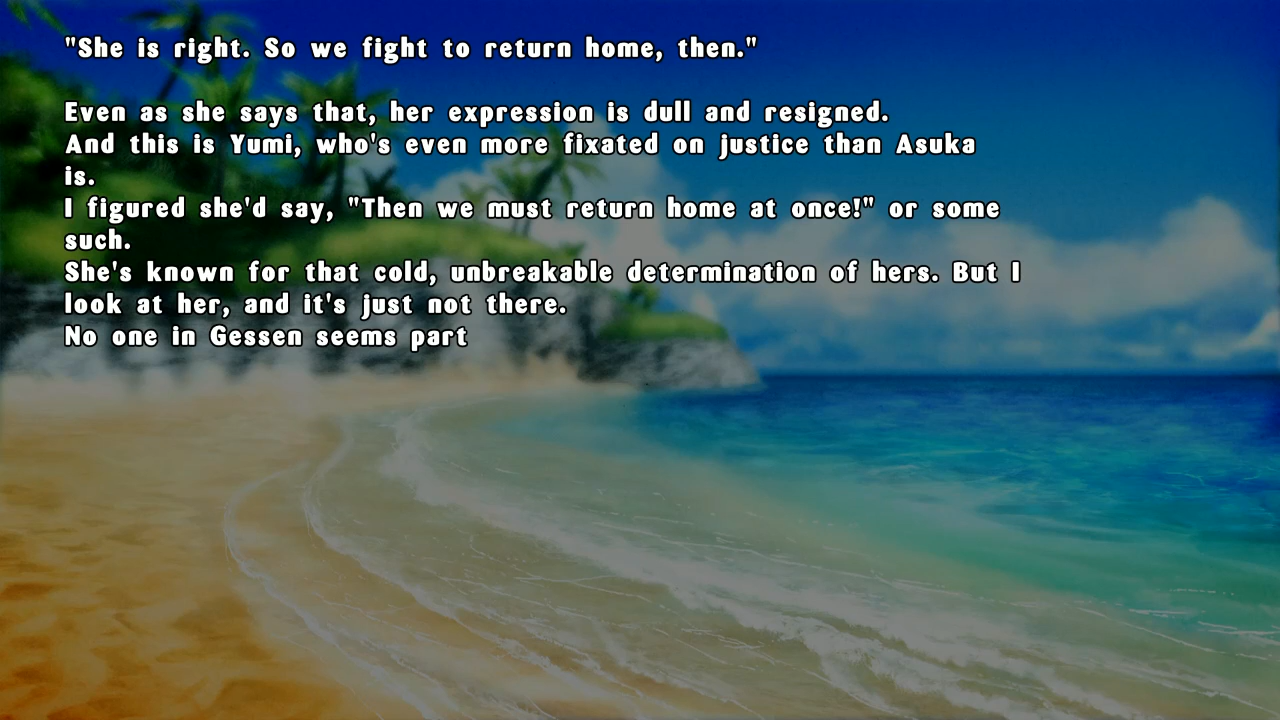 "She is right. So we fight to return home, then."
Even as she says that, her expression is dull and resigned.
And this is Yumi, who's even more fixated on justice than Asuka
is.
I figured she'd say, "Then we must return home at once!" or some
such.
She's known for that cold, unbreakable determination of hers. But I
look at her, and it's just not there.
No one in Gessen seems part